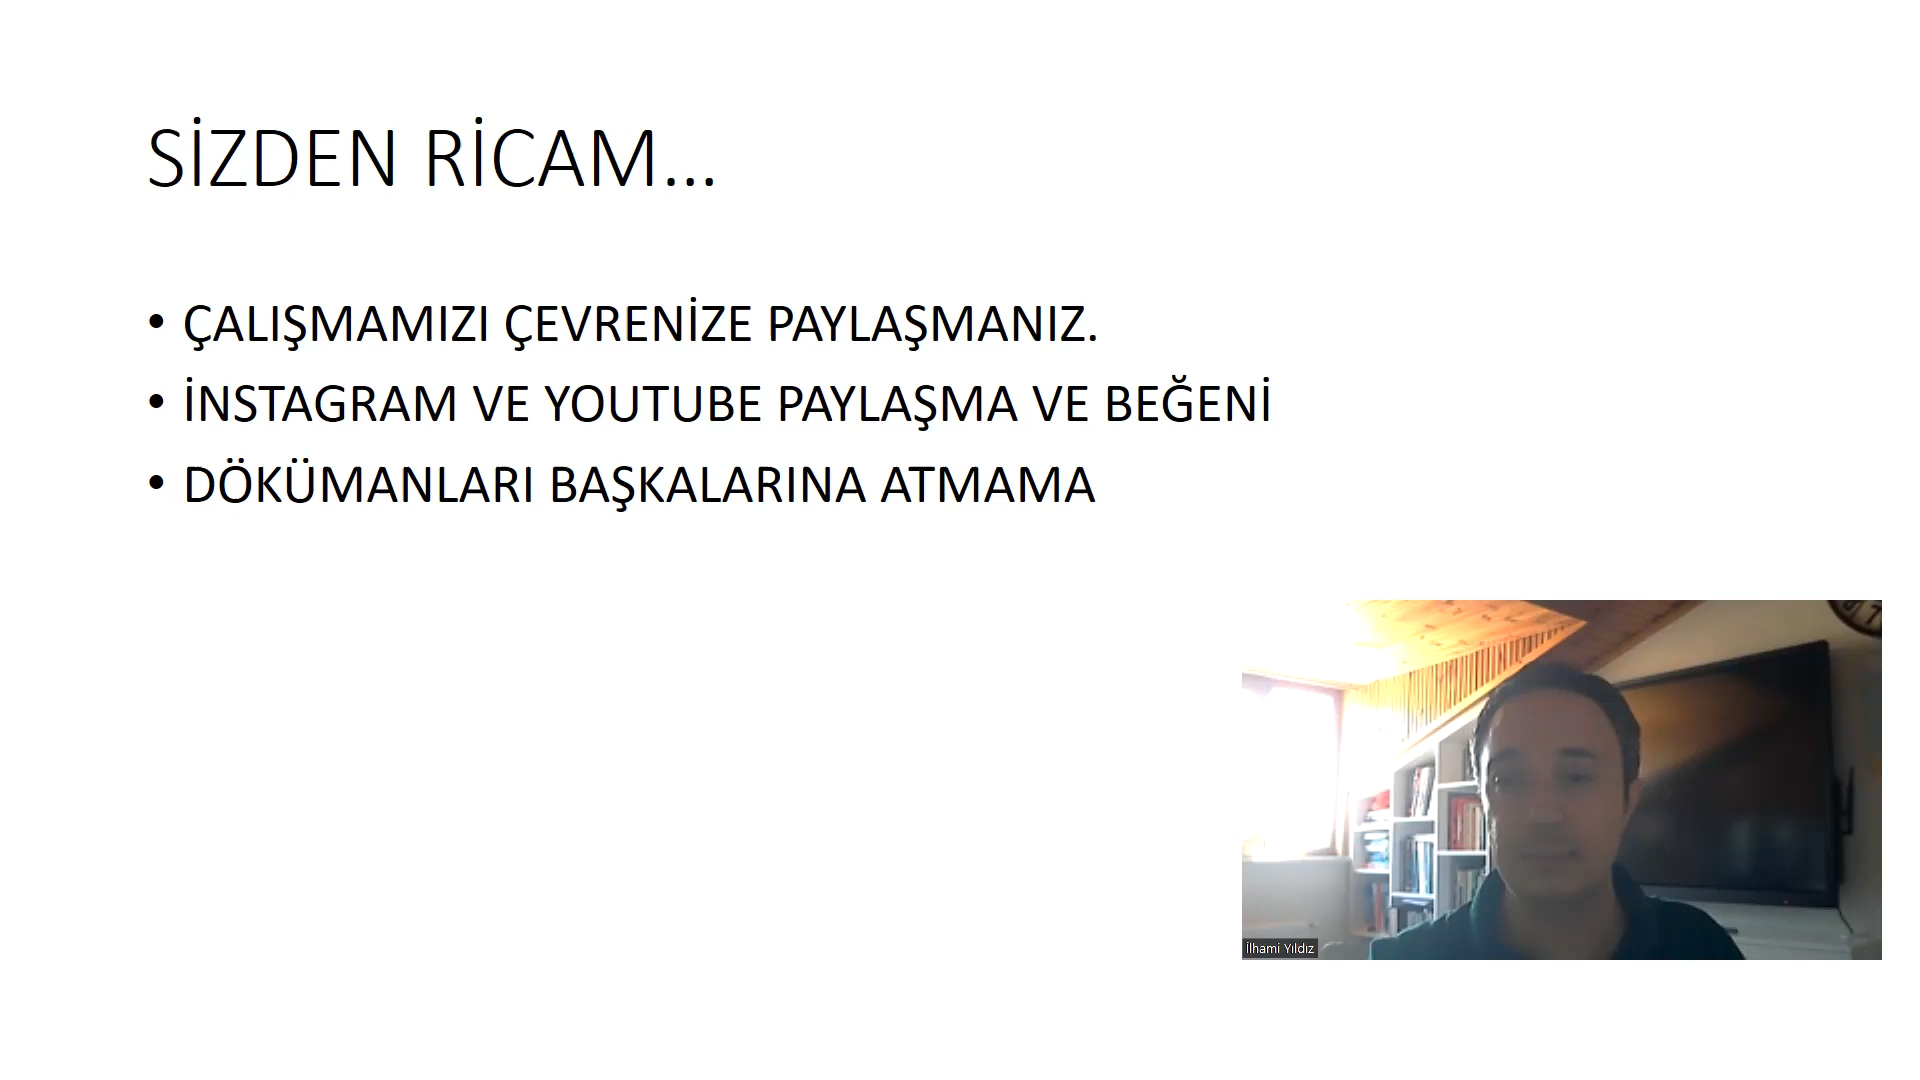 SİZDEN RİCAM...
• ÇALIŞMAMIZI ÇEVRENİZE PAYLAŞMANIZ.
• İNSTAGRAM VE YOUTUBE PAYLAŞMA VE BEĞENİ
• DÖKÜMANLARI BAŞKALARINA ATMAMA
İlhami Yıldız